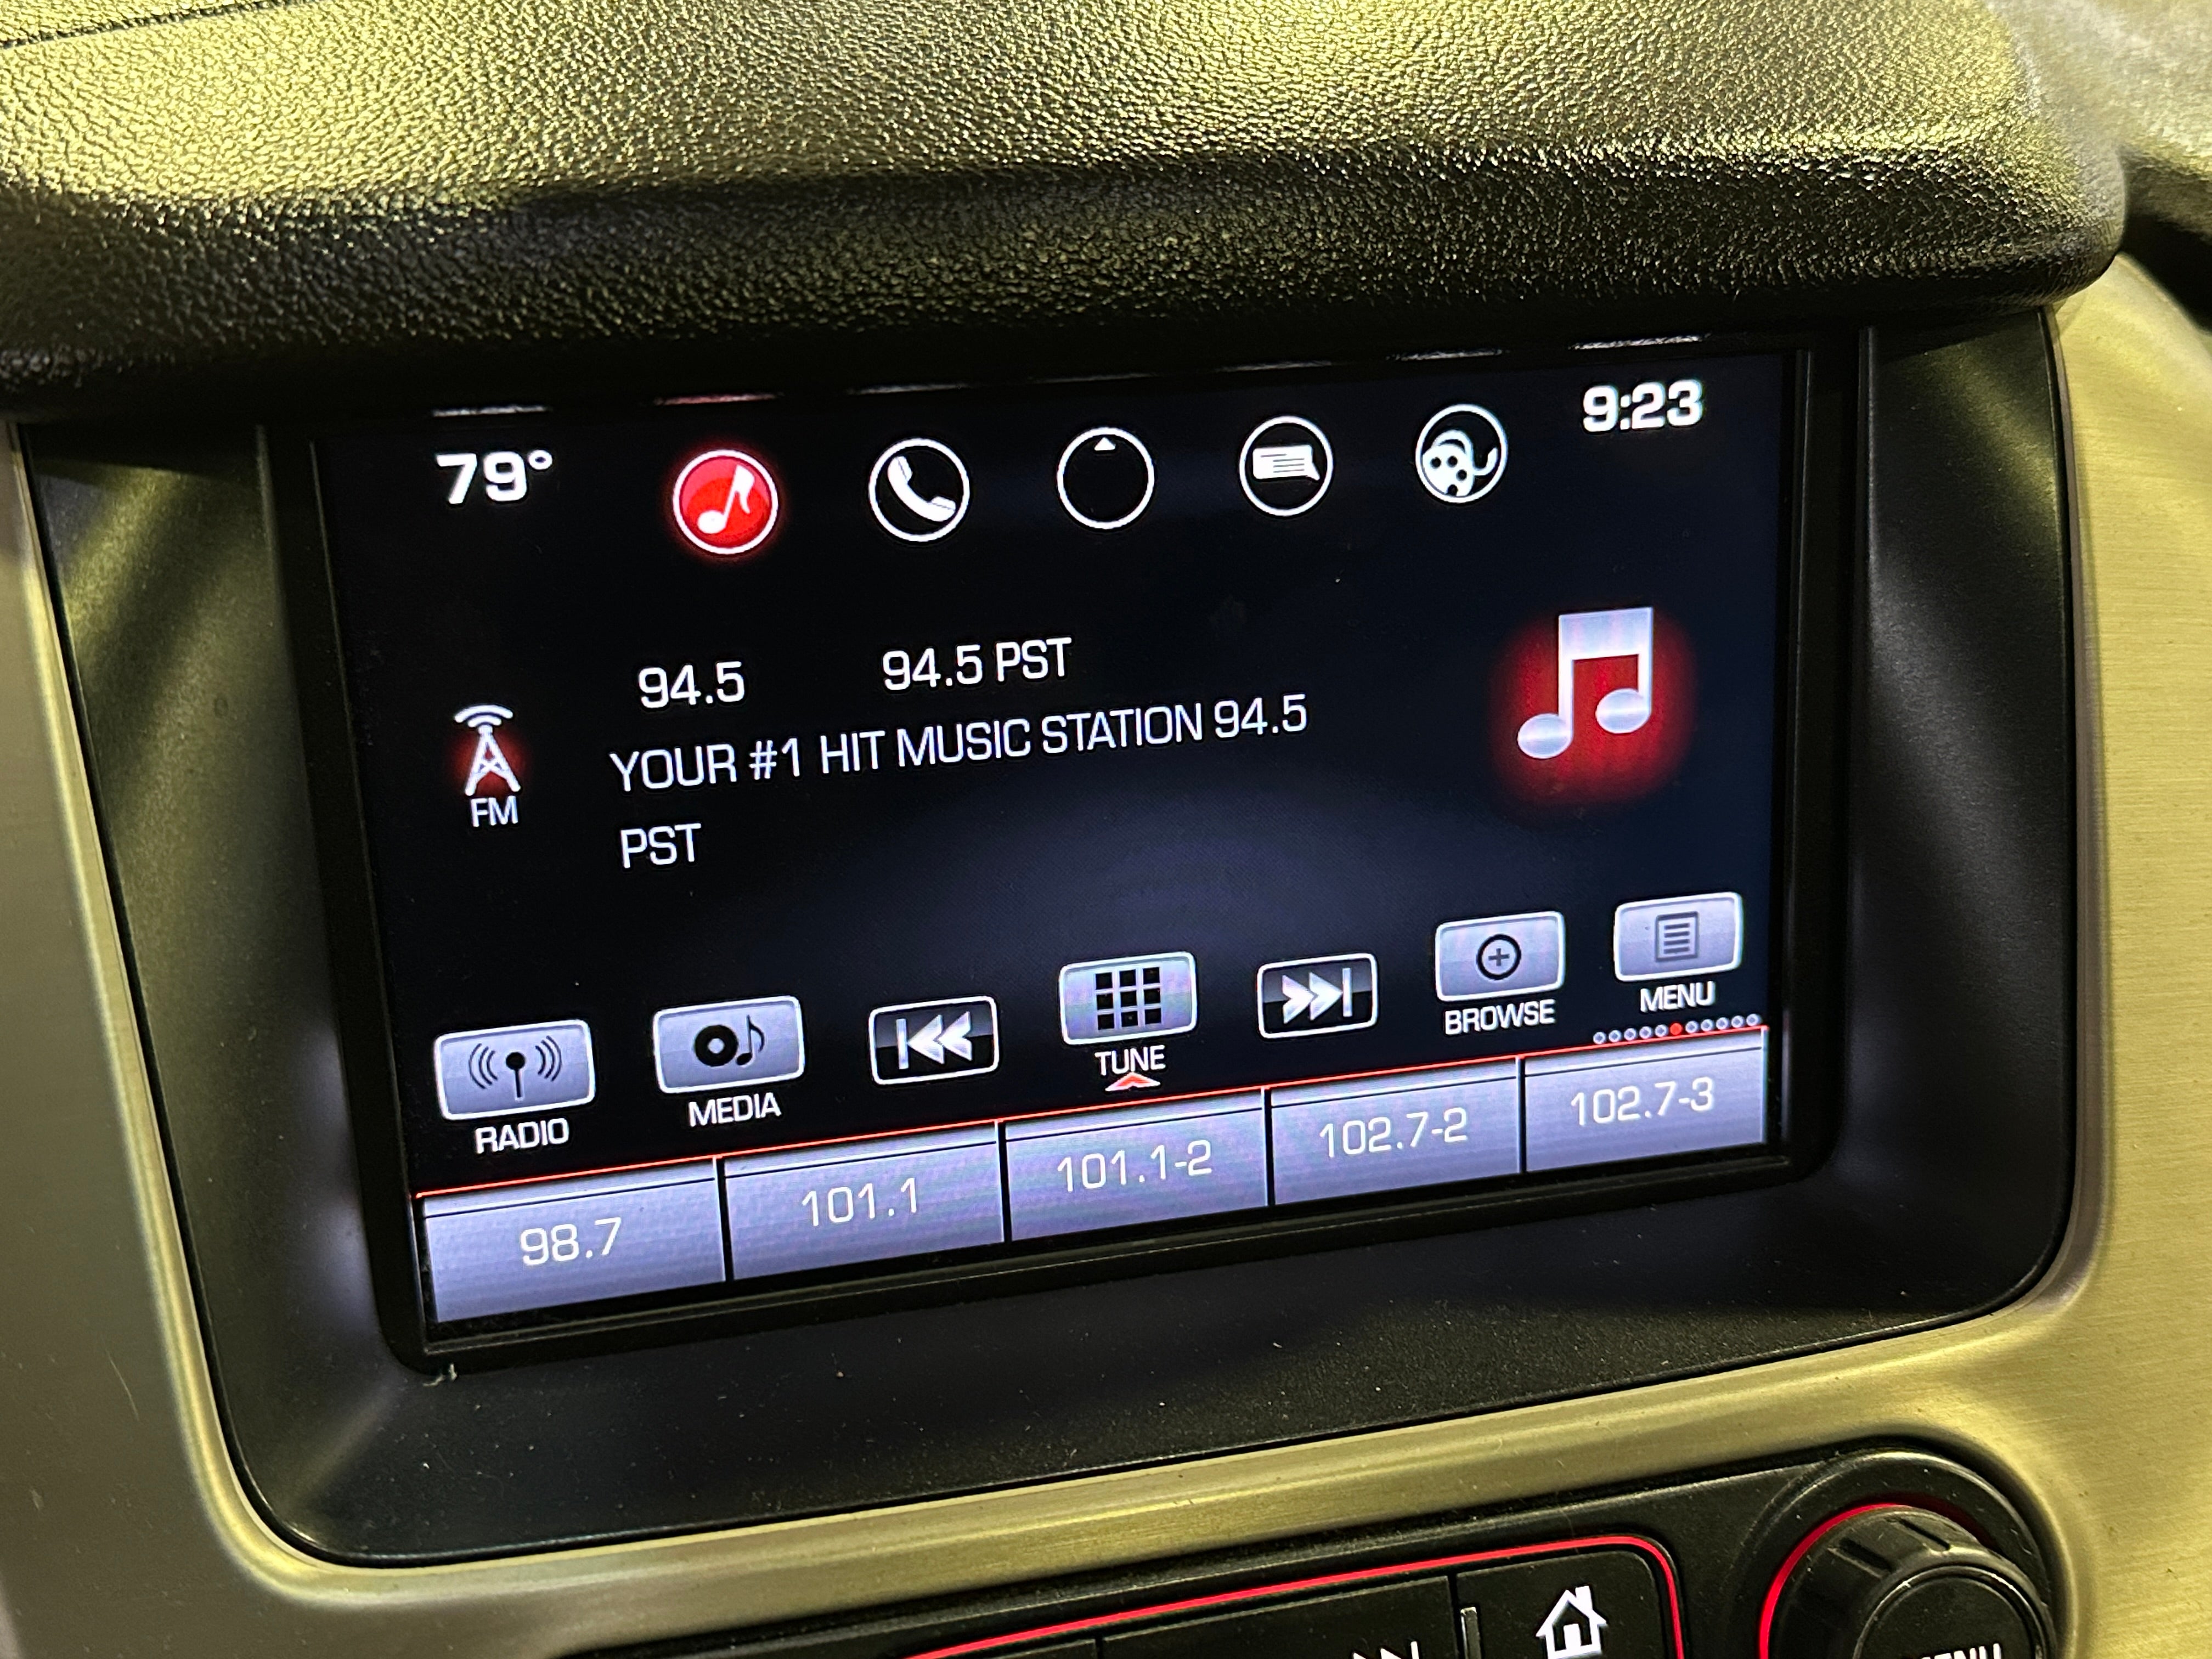 79° 9:23
94.5 94.5 PST
YOUR #1 HIT MUSIC STATION 94.5
PST
FM
RADIO MEDIA TUNE BROWSE MENU
98.7 101.1 101.1-2 102.7-2 102.7-3
MENU